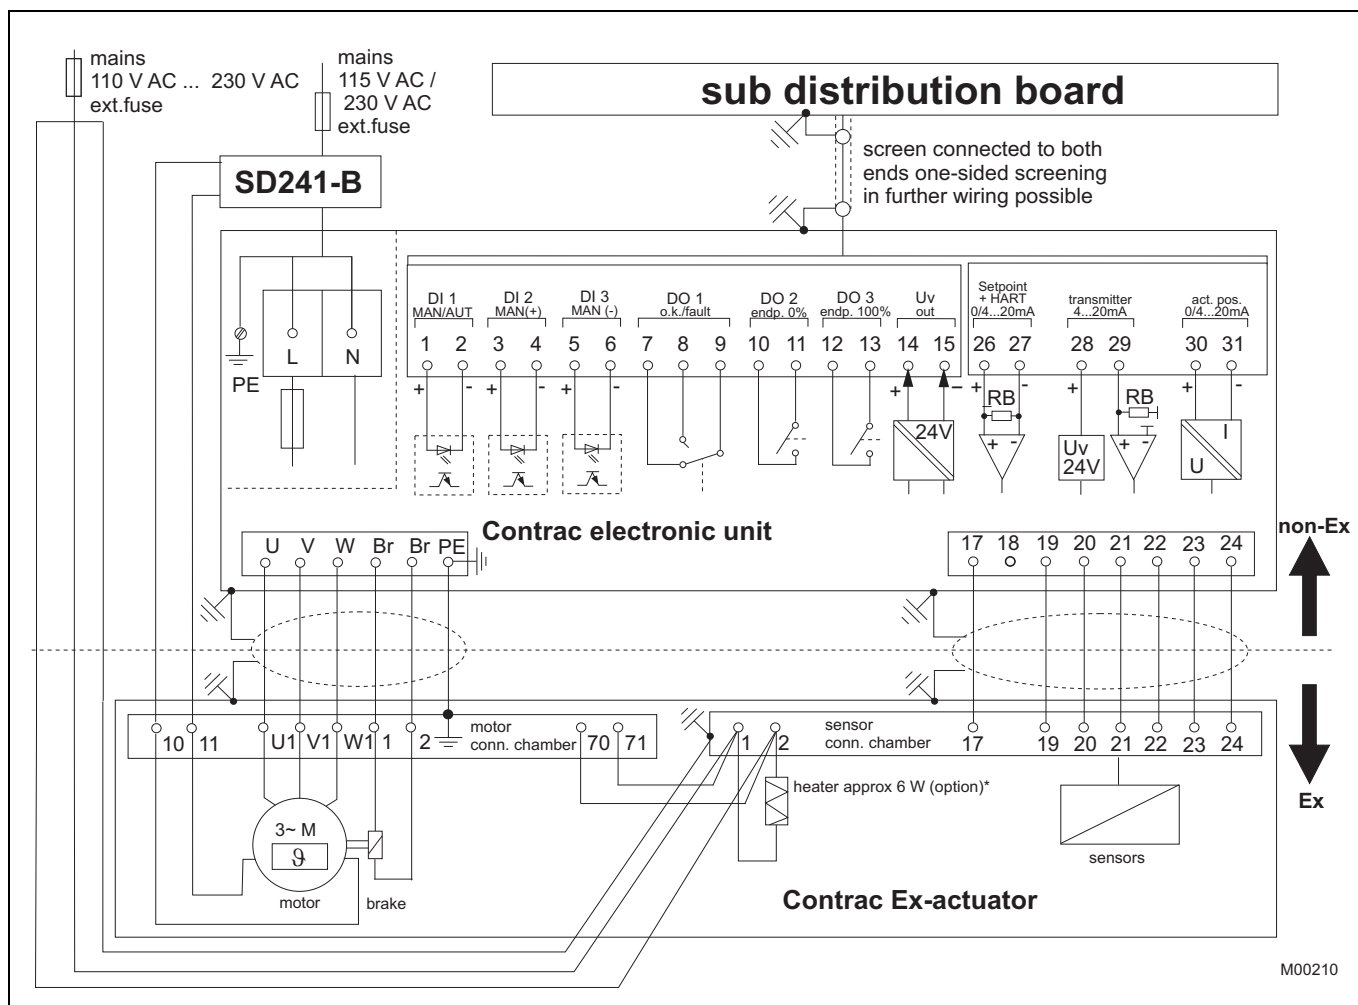 mains
110 V AC ... 230 V AC
ext.fuse
mains
115 V AC /
230 V AC
ext.fuse
sub distribution board
screen connected to both
ends one-sided screening
in further wiring possible
SD241-B
DI 1
MAN/AUT
DI 2
MAN(+)
DI 3
MAN (-)
DO 1
o.k./fault
DO 2
endp. 0%
DO 3
endp. 100%
Uv
out
Setpoint
+ HART
0/4...20mA
transmitter
4...20mA
act. pos.
0/4...20mA
1 2 3 4 5 6 7 8 9 10 11 12 13 14 15 26 27 28 29 30 31
L N
PE
+ - + - + - + - + - + + -
RB RB
24V
+ -
Uv
24V
+ -
I
U
Contrac electronic unit
non-Ex
U V W Br Br PE
17 18 19 20 21 22 23 24
Ex
10 11 U1 V1 W1 1 2
motor
conn. chamber
70 71
1 2
sensor
conn. chamber
17 19 20 21 22 23 24
heater approx 6 W (option)*
3~ M
ϑ
motor
brake
sensors
Contrac Ex-actuator
M00210